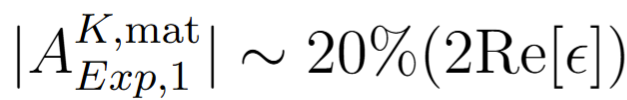 |A^{K,mat}_{Exp,1}| ∼ 20%(2Re[ϵ])